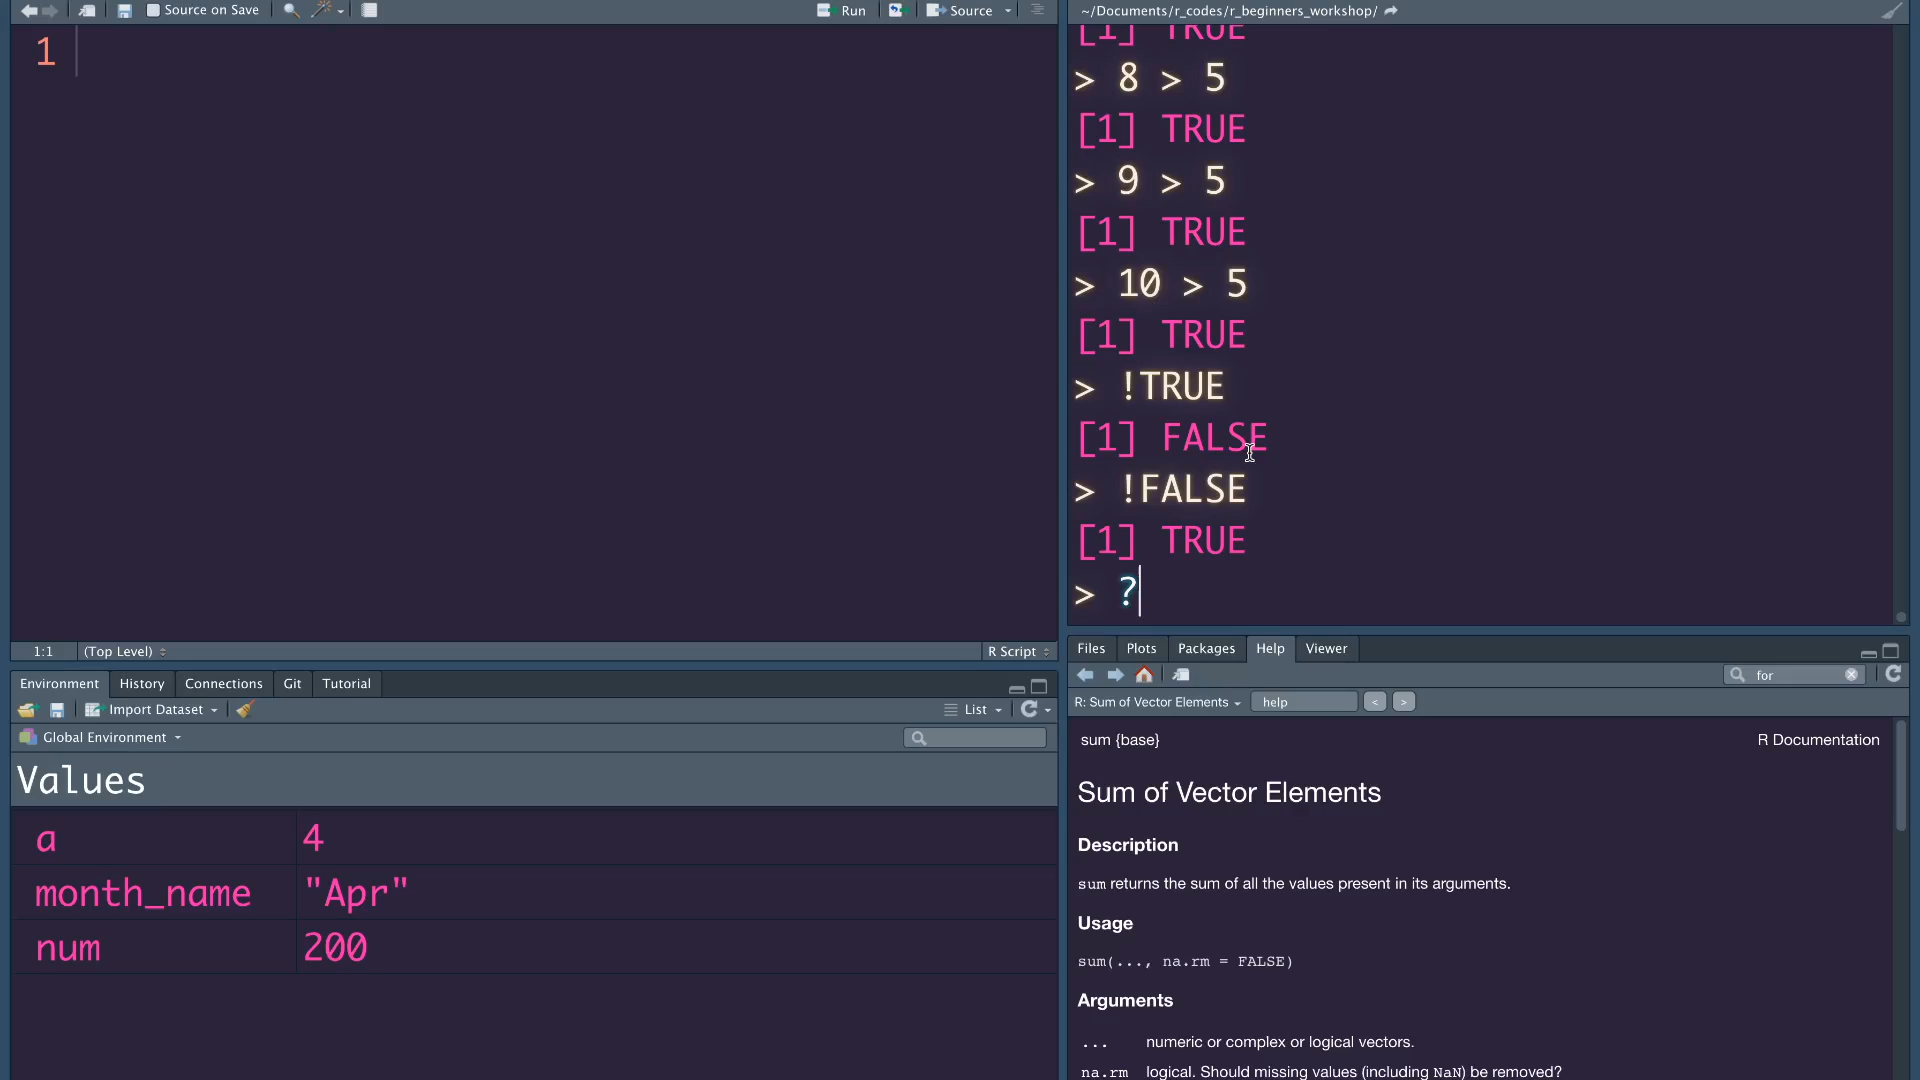 Source on Save
Run
Source
1
1:1
(Top Level)
R Script
~/Documents/r_codes/r_beginners_workshop/
[1] TRUE
> 8 > 5
[1] TRUE
> 9 > 5
[1] TRUE
> 10 > 5
[1] TRUE
> !TRUE
[1] FALSE
> !FALSE
[1] TRUE
> ?
Environment History Connections Git Tutorial
Import Dataset
List
Global Environment
Values
a 4
month_name "Apr"
num 200
Files Plots Packages Help Viewer
for
R: Sum of Vector Elements
help
<
>
sum {base}
R Documentation
Sum of Vector Elements
Description
sum returns the sum of all the values present in its arguments.
Usage
sum(..., na.rm = FALSE)
Arguments
... numeric or complex or logical vectors.
na.rm logical. Should missing values (including NaN) be removed?